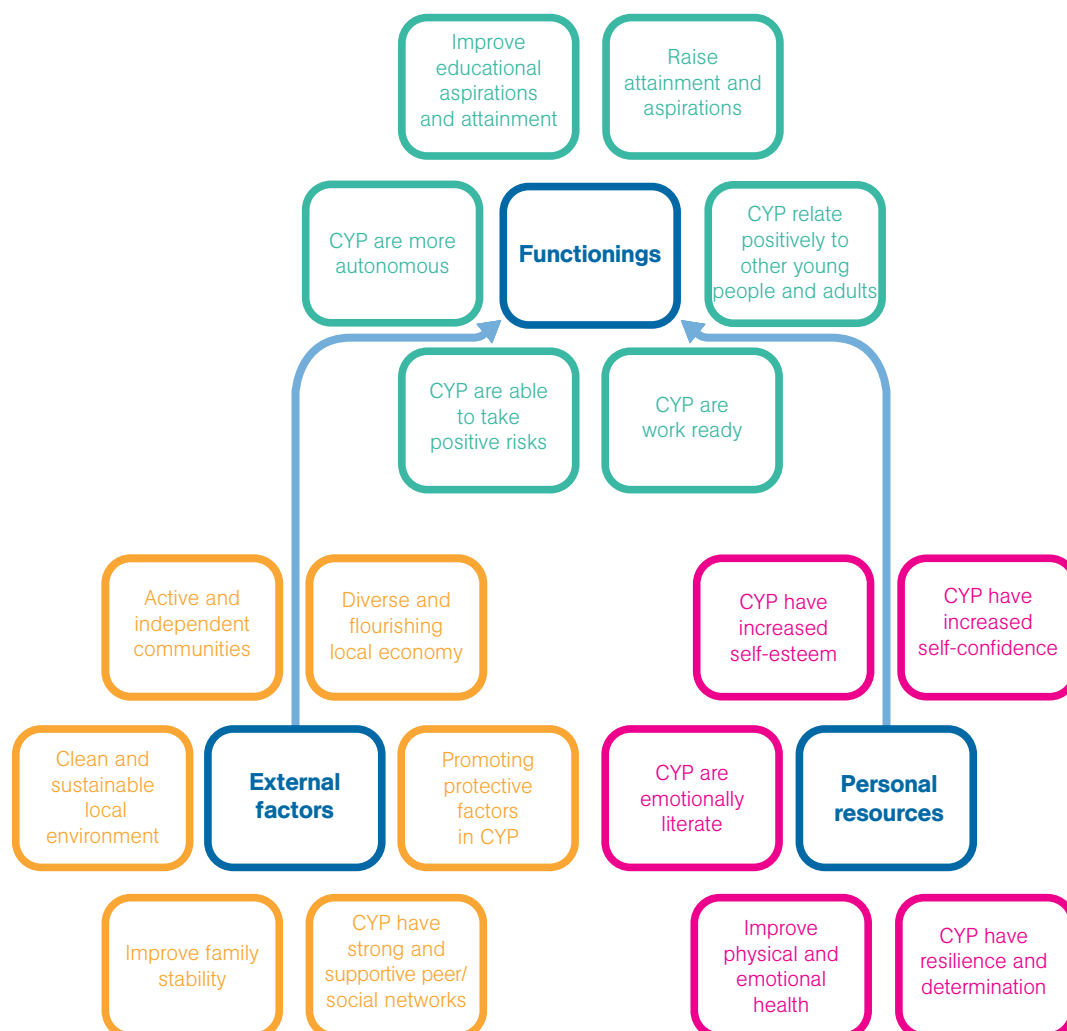 Improve
educational
aspirations
and attainment
Raise
attainment and
aspirations
CYP are more
autonomous
Functionings
CYP relate
positively to
other young
people and adults
CYP are able
to take
positive risks
CYP are
work ready
Active and
independent
communities
Diverse and
flourishing
local economy
CYP have
increased
self-esteem
CYP have
increased
self-confidence
Clean and
sustainable
local
environment
External
factors
Promoting
protective
factors
in CYP
CYP are
emotionally
literate
Personal
resources
Improve family
stability
CYP have
strong and
supportive peer/
social networks
Improve
physical and
emotional
health
CYP have
resilience and
determination